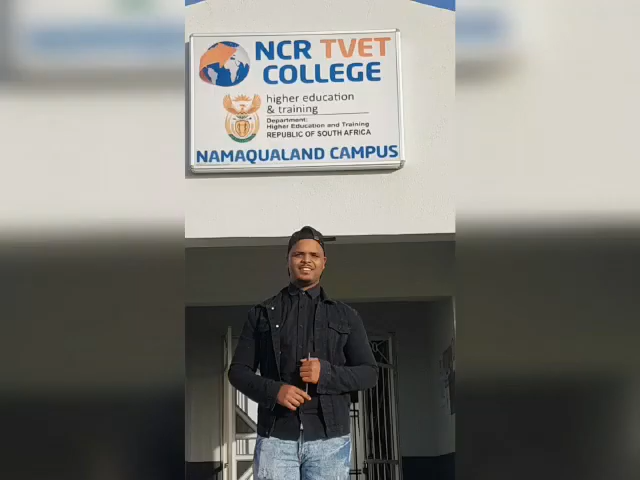 NCR TVET
COLLEGE
higher education
& training
Department:
Higher Education and Training
REPUBLIC OF SOUTH AFRICA
NAMAQUALAND CAMPUS